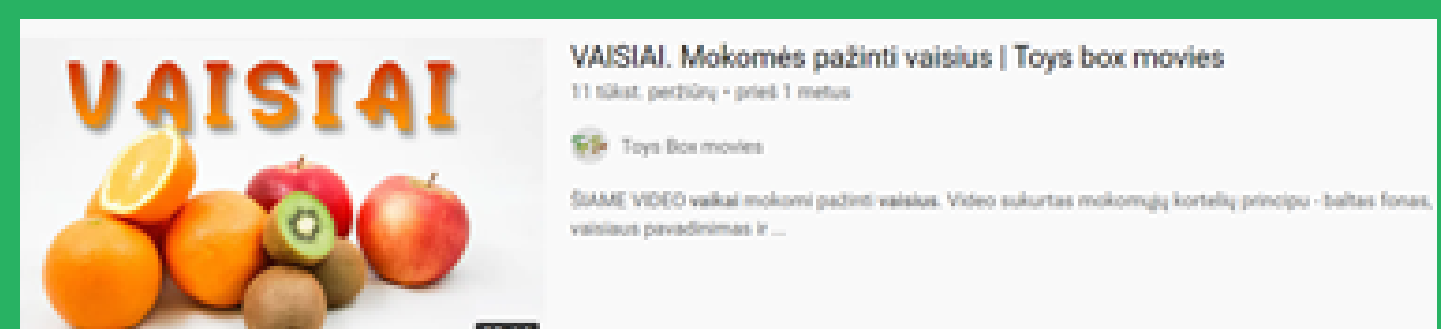 VAISIAI
VAISIAI. Mokomės pažinti vaisius | Toys box movies
11 tūkst. peržiūrų • prieš 1 metus
Toys Box movies
ŠIAME VIDEO vaikai mokomi pažinti vaisius. Video sukurtas mokomųjų kortelių principu - baltas fonas,
vaisiaus pavadinimas ir ...